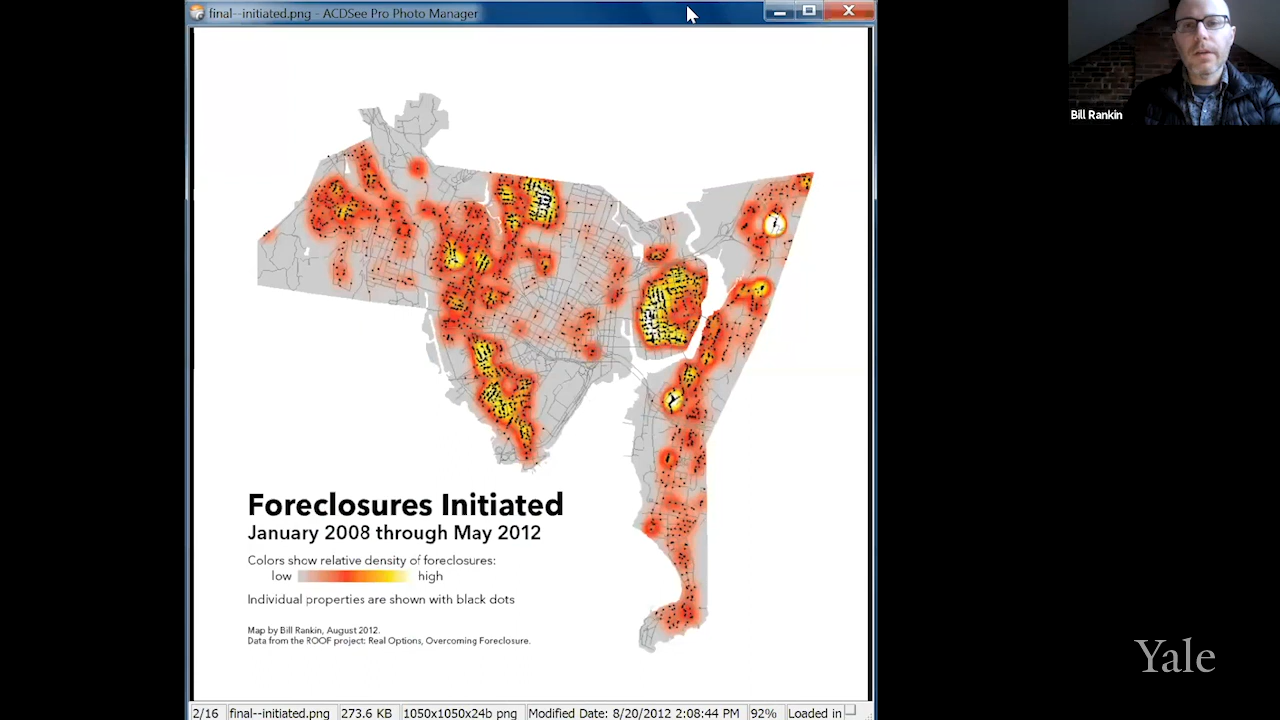 final--initiated.png - ACDSee Pro Photo Manager
Bill Rankin
Foreclosures Initiated
January 2008 through May 2012
Colors show relative density of foreclosures:
low high
Individual properties are shown with black dots
Map by Bill Rankin, August 2012.
Data from the ROOF project: Real Options, Overcoming Foreclosure.
Yale
2/16 final--initiated.png 273.6 KB 1050x1050x24b png Modified Date: 8/20/2012 2:08:44 PM 92% Loaded in